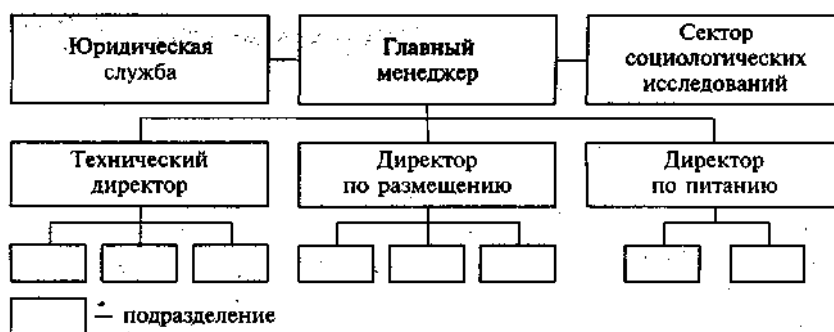 Юридическая
служба
Главный
менеджер
Сектор
социологических
исследований
Технический
директор
Директор
по размещению
Директор
по питанию
— подразделение